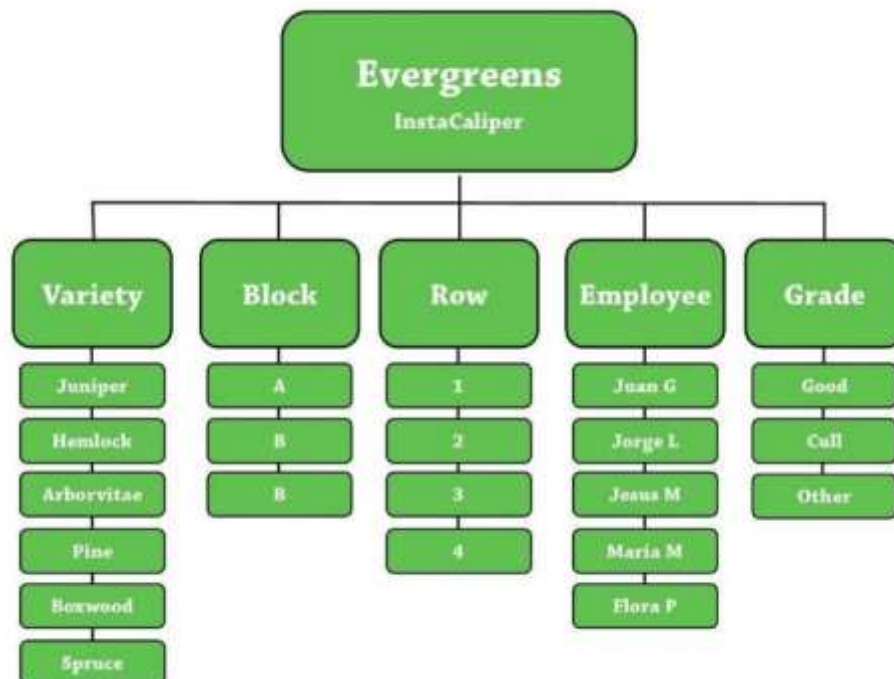 Evergreens
InstaCaliper
Variety
Block
Row
Employee
Grade
Juniper
A
1
Juan G
Good
Hemlock
B
2
Jorge L
Cull
Arborvitae
B
3
Jesus M
Other
Pine
4
Maria M
Boxwood
Flora P
Spruce